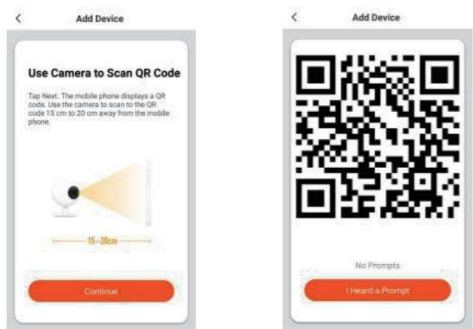 Add Device
Use Camera to Scan QR Code
Tap Next. The mobile phone displays a QR
code. Use the camera to scan to the QR
code 15 cm to 20 cm away from the mobile
phone.
15~20cm
Continue
Add Device
No Prompts
I Heard a Prompt